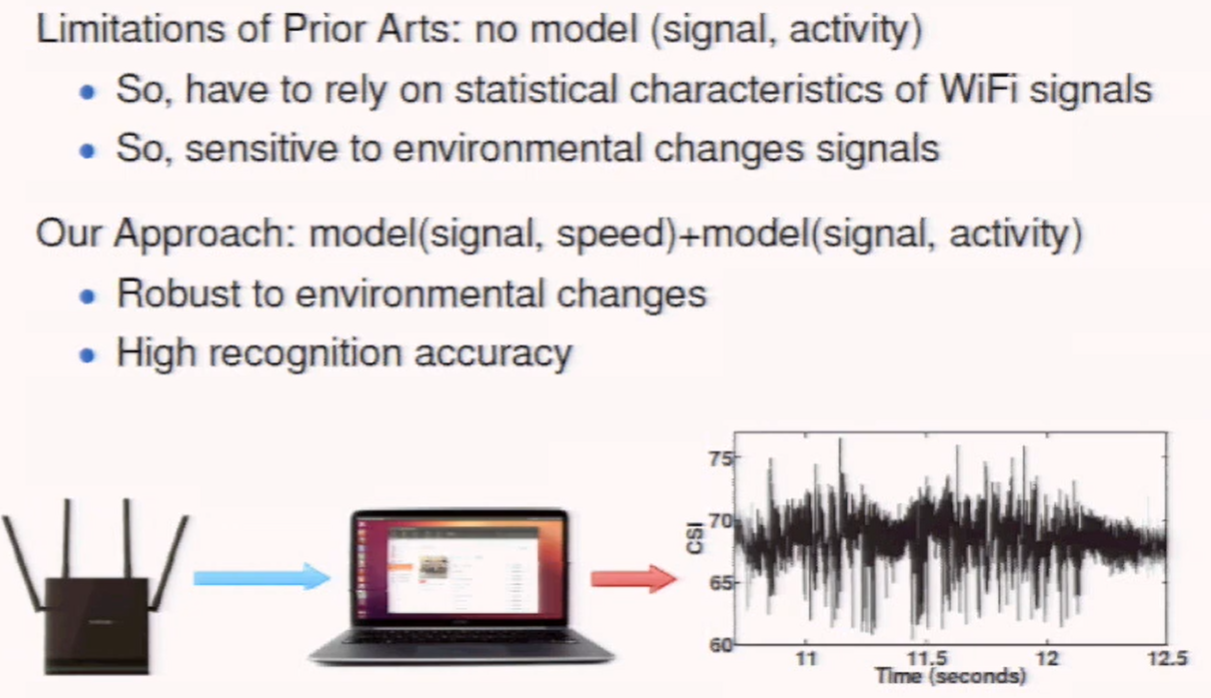 Limitations of Prior Arts: no model (signal, activity)
So, have to rely on statistical characteristics of WiFi signals
So, sensitive to environmental changes signals
Our Approach: model(signal, speed)+model(signal, activity)
Robust to environmental changes
High recognition accuracy
75
70
65
60
CSI
11
11.5
12
12.5
Time (seconds)